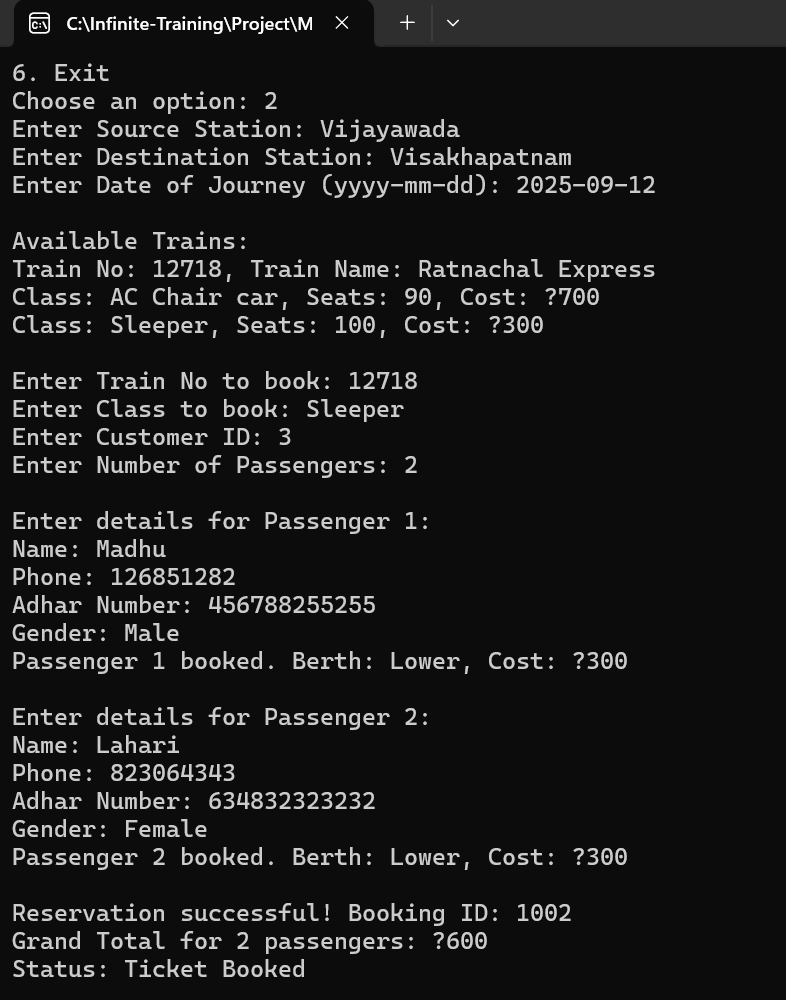 C:\Infinite-Training\Project\M
6. Exit
Choose an option: 2
Enter Source Station: Vijayawada
Enter Destination Station: Visakhapatnam
Enter Date of Journey (yyyy-mm-dd): 2025-09-12
Available Trains:
Train No: 12718, Train Name: Ratnachal Express
Class: AC Chair car, Seats: 90, Cost: ?700
Class: Sleeper, Seats: 100, Cost: ?300
Enter Train No to book: 12718
Enter Class to book: Sleeper
Enter Customer ID: 3
Enter Number of Passengers: 2
Enter details for Passenger 1:
Name: Madhu
Phone: 126851282
Adhar Number: 456788255255
Gender: Male
Passenger 1 booked. Berth: Lower, Cost: ?300
Enter details for Passenger 2:
Name: Lahari
Phone: 823064343
Adhar Number: 634832323232
Gender: Female
Passenger 2 booked. Berth: Lower, Cost: ?300
Reservation successful! Booking ID: 1002
Grand Total for 2 passengers: ?600
Status: Ticket Booked